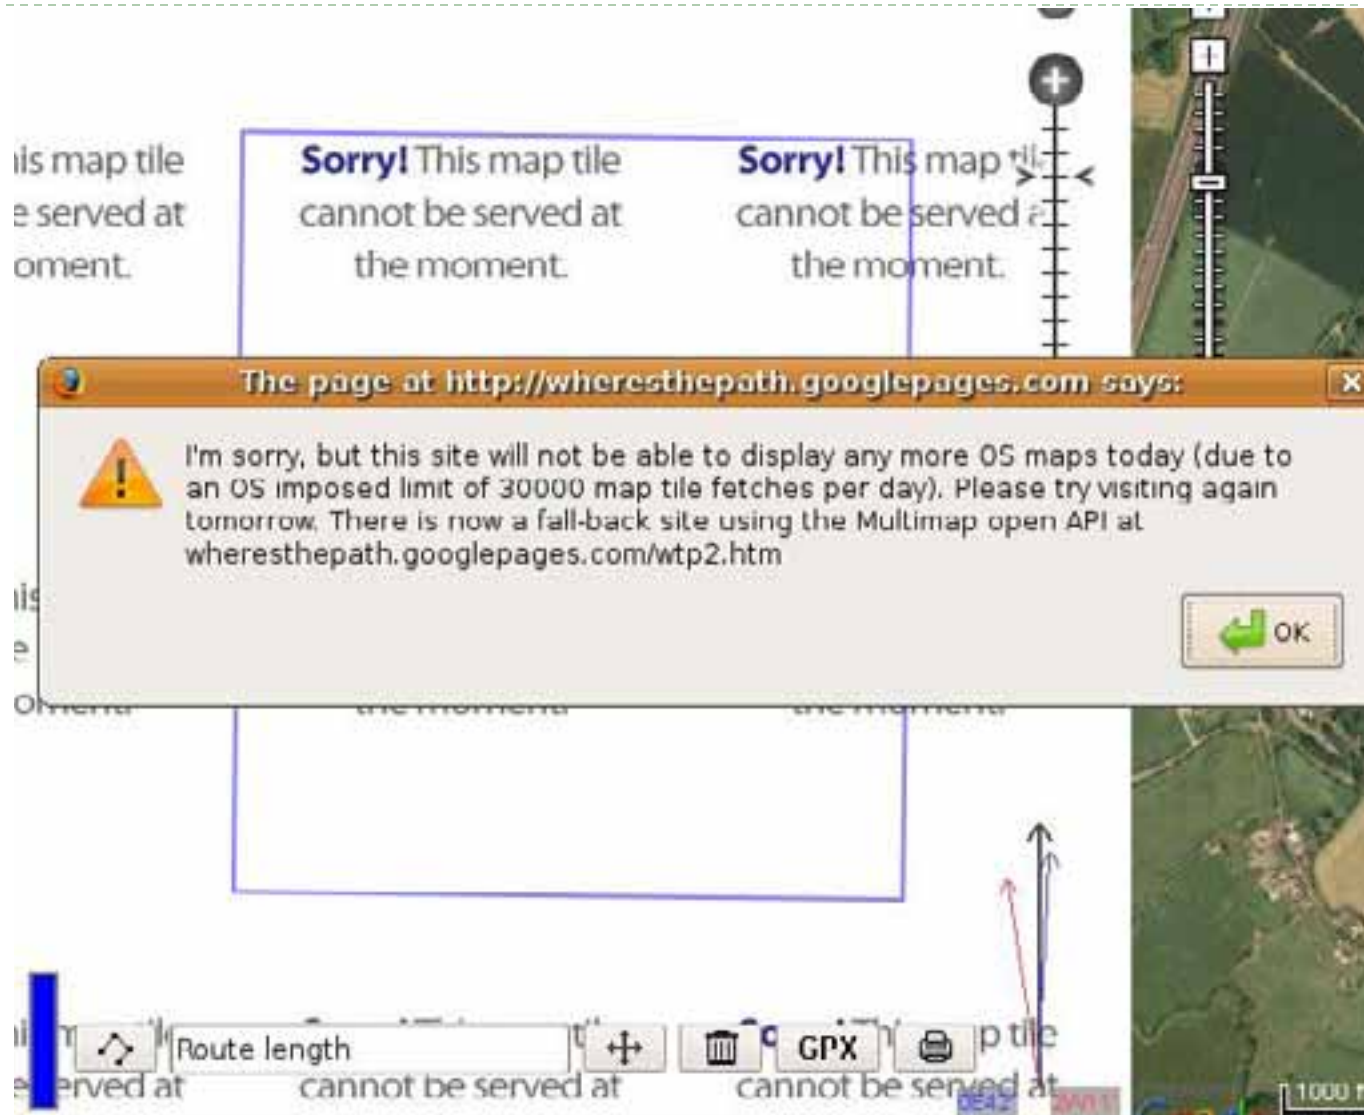 is map tile
e served at
oment.
Sorry! This map tile
cannot be served at
the moment.
Sorry! This map
cannot be served
the moment.
The page at http://wheresthepath.googlepages.com says:
I'm sorry, but this site will not be able to display any more OS maps today (due to
an OS imposed limit of 30000 map tile fetches per day). Please try visiting again
tomorrow. There is now a fall-back site using the Multimap open API at
wheresthepath.googlepages.com/wtp2.htm
OK
the moment.
the moment.
Route length
GPX
p tile
served at
cannot be served at
cannot be served at
1000 f